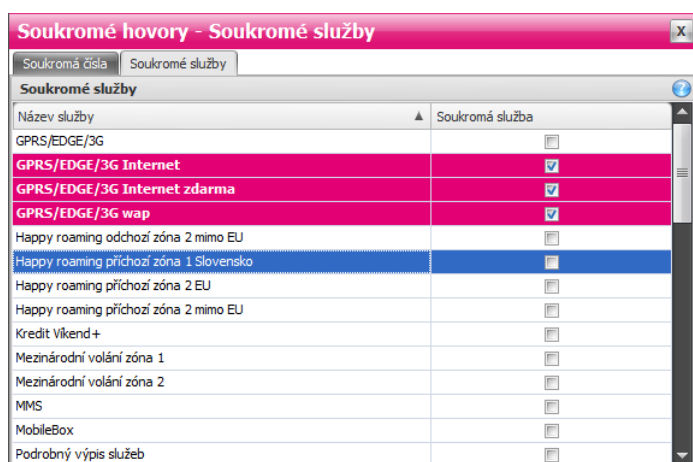 Soukromé hovory - Soukromé služby
X
Soukromá čísla Soukromé služby
Soukromé služby
?
Název služby Soukromá služba
GPRS/EDGE/3G
GPRS/EDGE/3G Internet
GPRS/EDGE/3G Internet zdarma
GPRS/EDGE/3G wap
Happy roaming odchozí zóna 2 mimo EU
Happy roaming příchozí zóna 1 Slovensko
Happy roaming příchozí zóna 2 EU
Happy roaming příchozí zóna 2 mimo EU
Kredit Víkend+
Mezinárodní volání zóna 1
Mezinárodní volání zóna 2
MMS
MobileBox
Podrobný výpis služeb